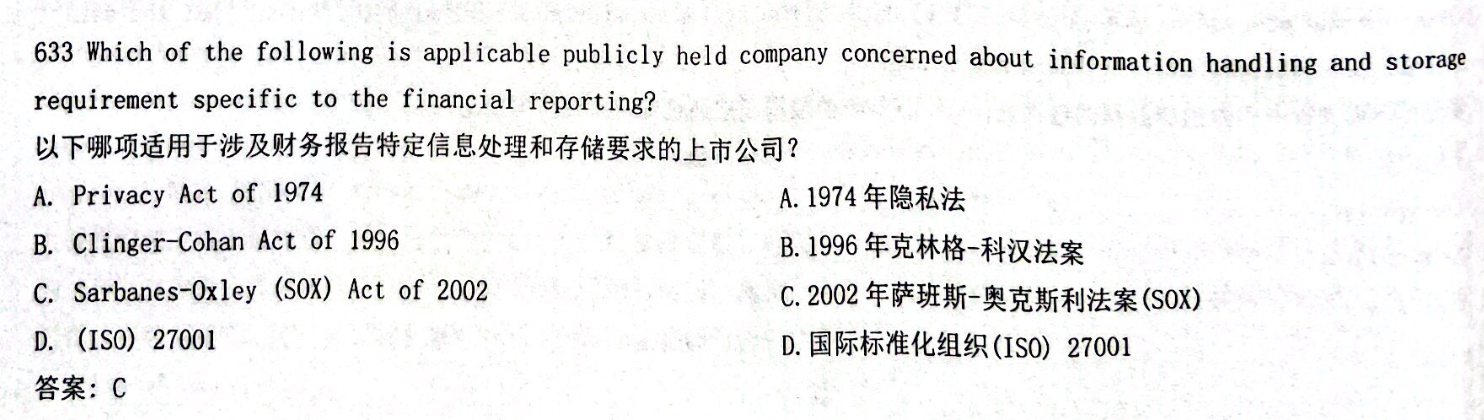 633 Which of the following is applicable publicly held company concerned about information handling and storage
requirement specific to the financial reporting?
以下哪项适用于涉及财务报告特定信息处理和存储要求的上市公司?
A. Privacy Act of 1974 A. 1974 年隐私法
B. Clinger-Cohan Act of 1996 B. 1996 年克林格-科汉法案
C. Sarbanes-Oxley (SOX) Act of 2002 C. 2002 年萨班斯-奥克斯利法案(SOX)
D. (ISO) 27001 D. 国际标准化组织(ISO) 27001
答案: C